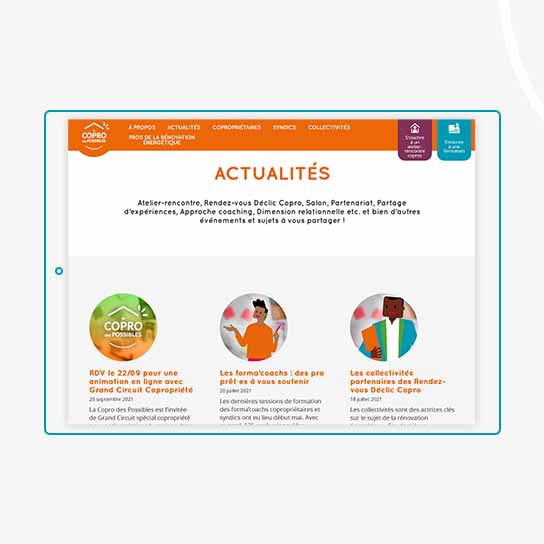 COPRO
des POSSIBLES
À PROPOS
ACTUALITÉS
COPROPRIÉTAIRES
SYNDICS
COLLECTIVITÉS
PROS DE LA RÉNOVATION
ÉNERGÉTIQUE
S'inscrire
à un
atelier
rencontre
copros
S'inscrire
à une
formation
ACTUALITÉS
Atelier-rencontre, Rendez-vous Déclic Copro, Salon, Partenariat, Partage
d'expériences, Approche coaching, Dimension relationnelle etc. et bien d'autres
événements et sujets à vous partager !
COPRO
des POSSIBLES
RDV le 22/09 pour une
animation en ligne avec
Grand Circuit Copropriété
20 septembre 2021
La Copro des Possibles est l'invitée
de Grand Circuit spécial copropriété
Les forma'coachs : des pro
prêt·es à vous soutenir
20 juillet 2021
Les dernières sessions de formation
des forma'coachs copropriétaires et
syndics ont eu lieu début mai. Avec
Les collectivités
partenaires des Rendez-
vous Déclic Copro
18 juillet 2021
Les collectivités sont des actrices clés
sur le sujet de la rénovation